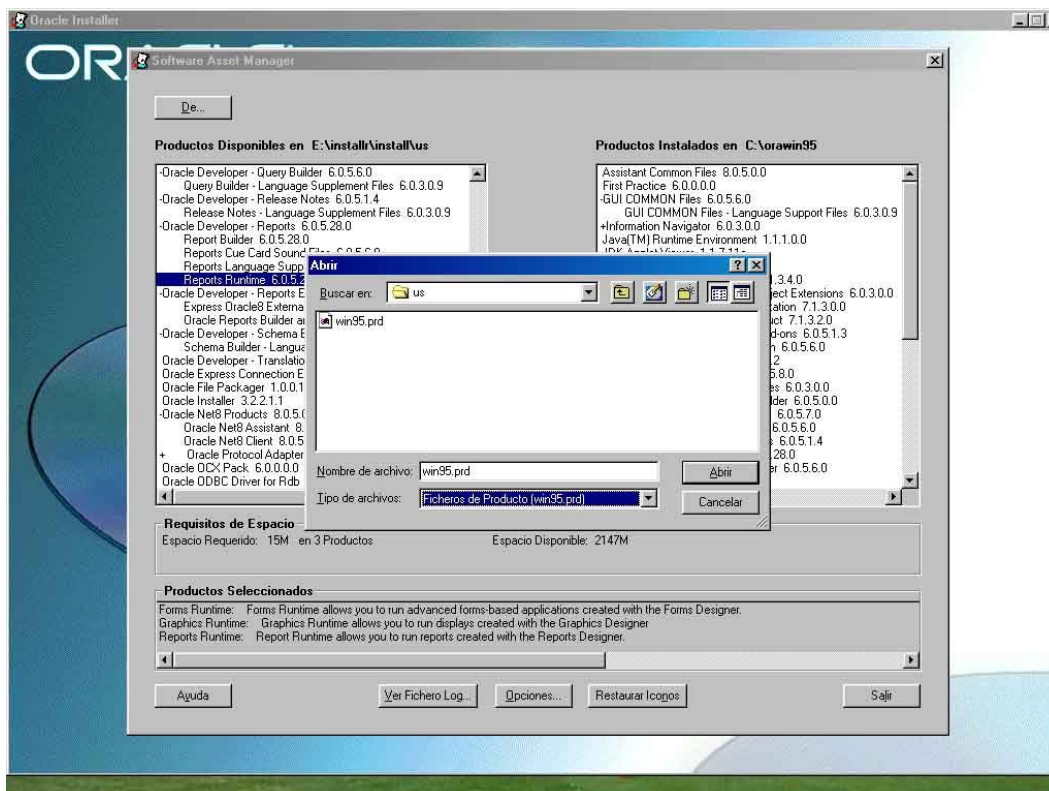 Oracle Installer
OR
Software Asset Manager
De...
Productos Disponibles en E:\installr\install\us
Productos Instalados en C:\orawin95
-Oracle Developer - Query Builder 6.0.5.6.0
Query Builder - Language Supplement Files 6.0.3.0.9
-Oracle Developer - Release Notes 6.0.5.1.4
Release Notes - Language Supplement Files 6.0.3.0.9
-Oracle Developer - Reports 6.0.5.28.0
Report Builder 6.0.5.28.0
Reports Cue Card Sound
Reports Language Supp
Reports Runtime 6.0.5.2
-Oracle Developer - Reports E
Express Oracle8 Externa
Oracle Reports Builder a
-Oracle Developer - Schema
Schema Builder - Langua
Oracle Developer - Translatio
Oracle Express Connection E
Oracle File Packager 1.0.0.1
Oracle Installer 3.2.2.1.1
-Oracle Net8 Products 8.0.5.
Oracle Net8 Assistant 8.
Oracle Net8 Client 8.0.5
+ Oracle Protocol Adapter
Oracle OCX Pack 6.0.0.0.0
Oracle ODBC Driver for Rdb
Assistant Common Files 8.0.5.0.0
First Practice 6.0.0.0.0
-GUI COMMON Files 6.0.5.6.0
GUI COMMON Files - Language Support Files 6.0.3.0.9
+Information Navigator 6.0.3.0.0
Java(TM) Runtime Environment 1.1.1.0.0
1.3.4.0
ject Extensions 6.0.3.0.0
tation 7.1.3.0.0
uct 7.1.3.2.0
d-ons 6.0.5.1.3
6.0.5.6.0
.2
5.8.0
es 6.0.3.0.0
lder 6.0.5.0.0
6.0.5.7.0
6.0.5.6.0
6.0.5.1.4
.28.0
er 6.0.5.6.0
Abrir
Buscar en: us
win95.prd
Nombre de archivo: win95.prd
Abrir
Tipo de archivos: Ficheros de Producto (win95.prd)
Cancelar
Requisitos de Espacio
Espacio Requerido: 15M en 3 Productos
Espacio Disponible: 2147M
Productos Seleccionados
Forms Runtime: Forms Runtime allows you to run advanced forms-based applications created with the Forms Designer.
Graphics Runtime: Graphics Runtime allows you to run displays created with the Graphics Designer
Reports Runtime: Report Runtime allows you to run reports created with the Reports Designer.
Ayuda
Ver Fichero Log...
Opciones...
Restaurar Iconos
Salir